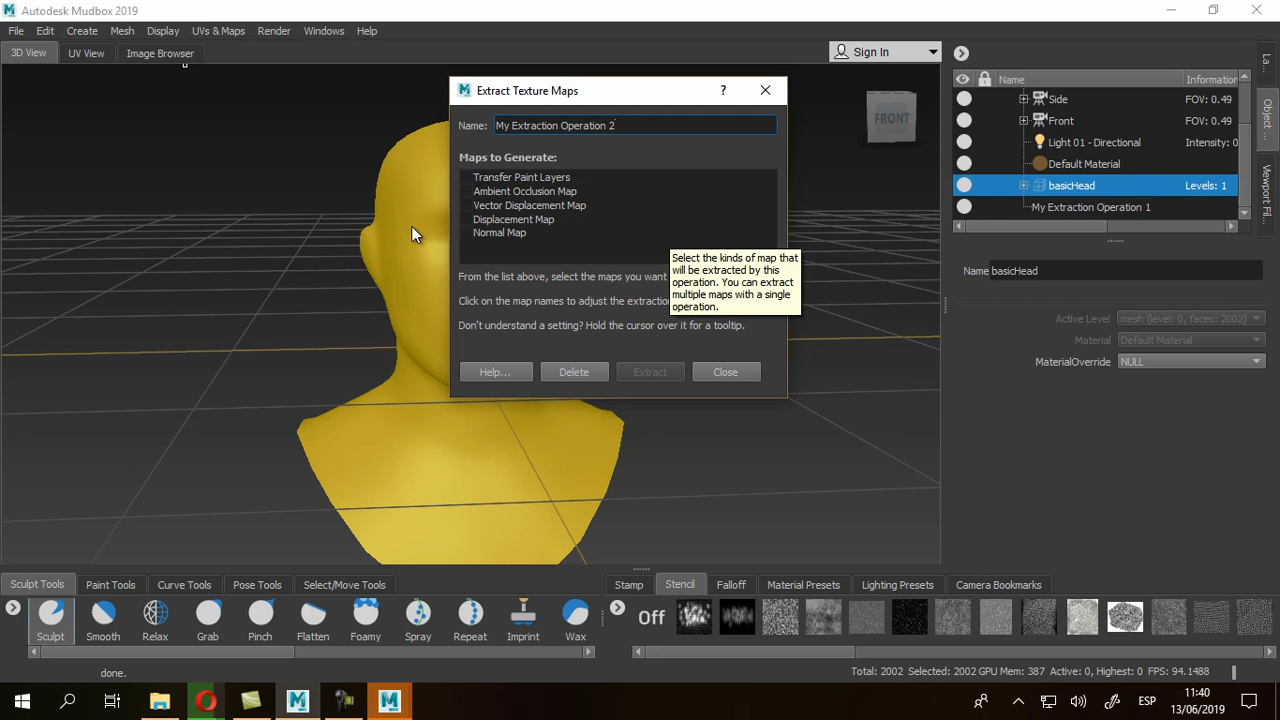 Autodesk Mudbox 2019
File Edit Create Mesh Display UVs & Maps Render Windows Help
3D View UV View Image Browser
Sign In
Extract Texture Maps
?
Name: My Extraction Operation 2
Maps to Generate:
Transfer Paint Layers
Ambient Occlusion Map
Vector Displacement Map
Displacement Map
Normal Map
From the list above, select the maps you want
Click on the map names to adjust the extraction
Don't understand a setting? Hold the cursor over it for a tooltip.
Select the kinds of map that
will be extracted by this
operation. You can extract
multiple maps with a single
operation.
Help... Delete Extract Close
FRONT
Name Information
Side FOV: 0.49
Front FOV: 0.49
Light 01 - Directional Intensity: 0
Default Material
basicHead Levels: 1
My Extraction Operation 1
La...
Object ...
Viewport Fil...
Name basicHead
Active Level mesh (level: 0, faces: 2002)
Material Default Material
MaterialOverride NULL
Sculpt Tools Paint Tools Curve Tools Pose Tools Select/Move Tools
Stamp Stencil Falloff Material Presets Lighting Presets Camera Bookmarks
Sculpt Smooth Relax Grab Pinch Flatten Foamy Spray Repeat Imprint Wax
Off
done.
Total: 2002 Selected: 2002 GPU Mem: 387 Active: 0, Highest: 0 FPS: 94.1488
ESP
11:40
13/06/2019